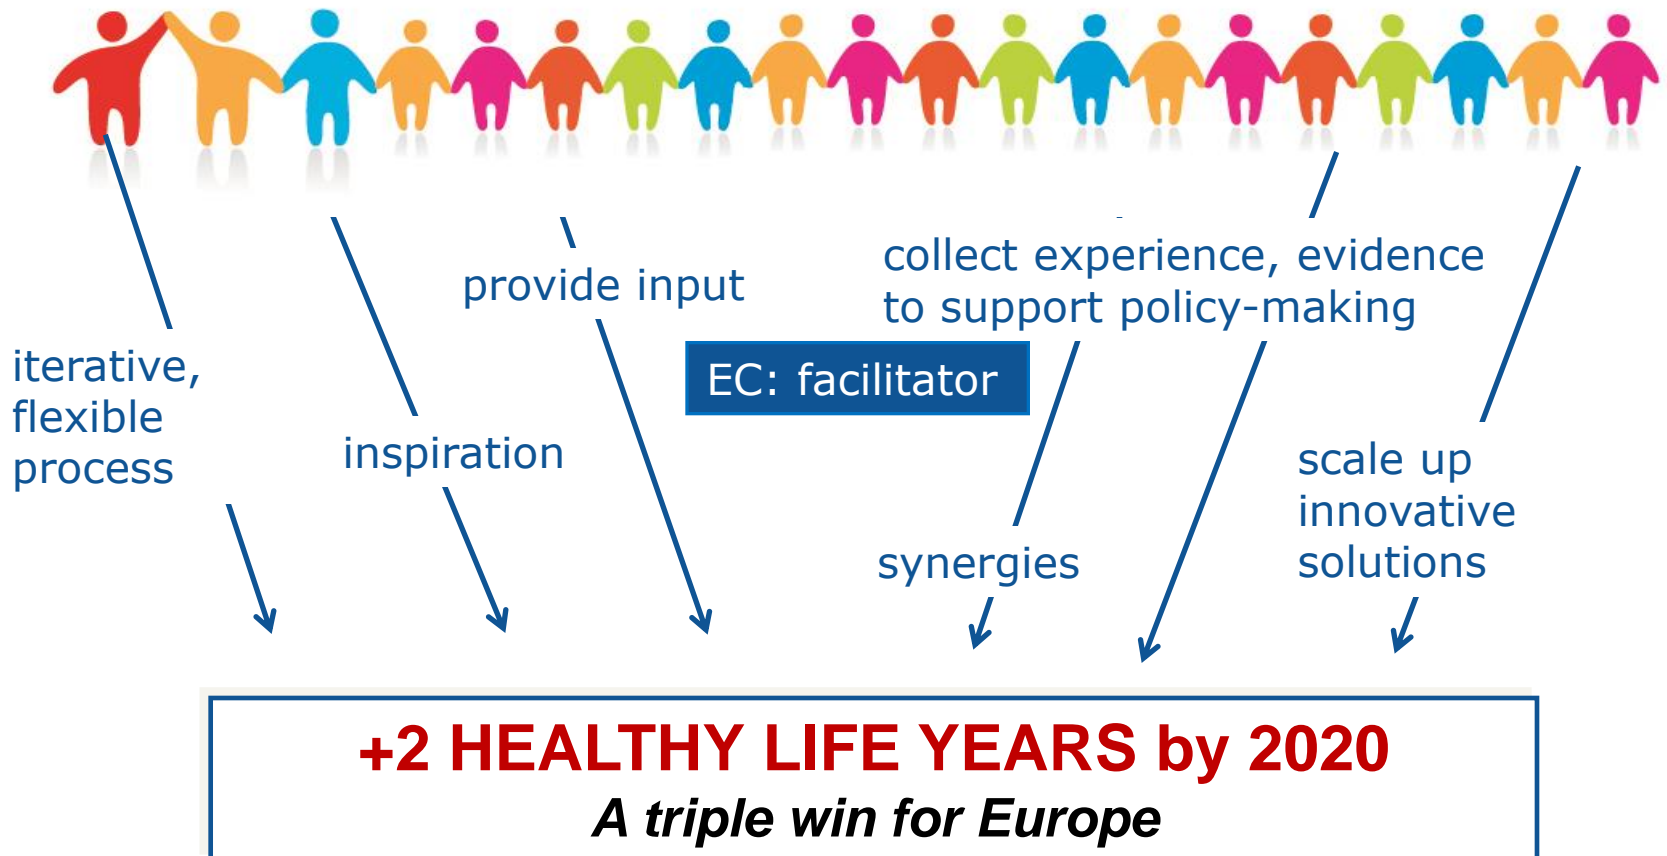 provide input
collect experience, evidence
to support policy-making
iterative,
flexible
process
EC: facilitator
inspiration
scale up
innovative
solutions
synergies
+2 HEALTHY LIFE YEARS by 2020
A triple win for Europe